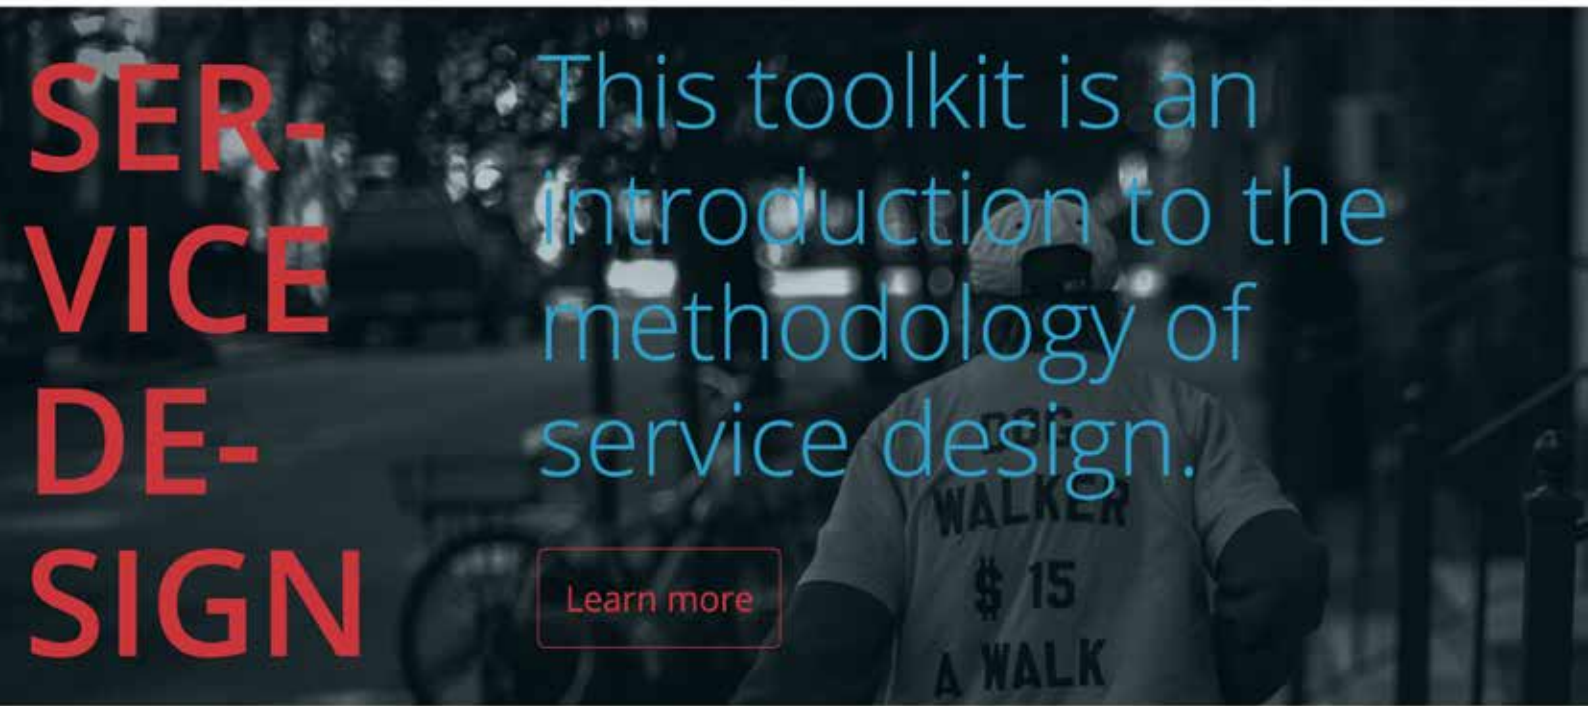 SER-
VICE
DE-
SIGN
This toolkit is an
introduction to the
methodology of
service design.
Learn more
DOG
WALKER
$ 15
A WALK